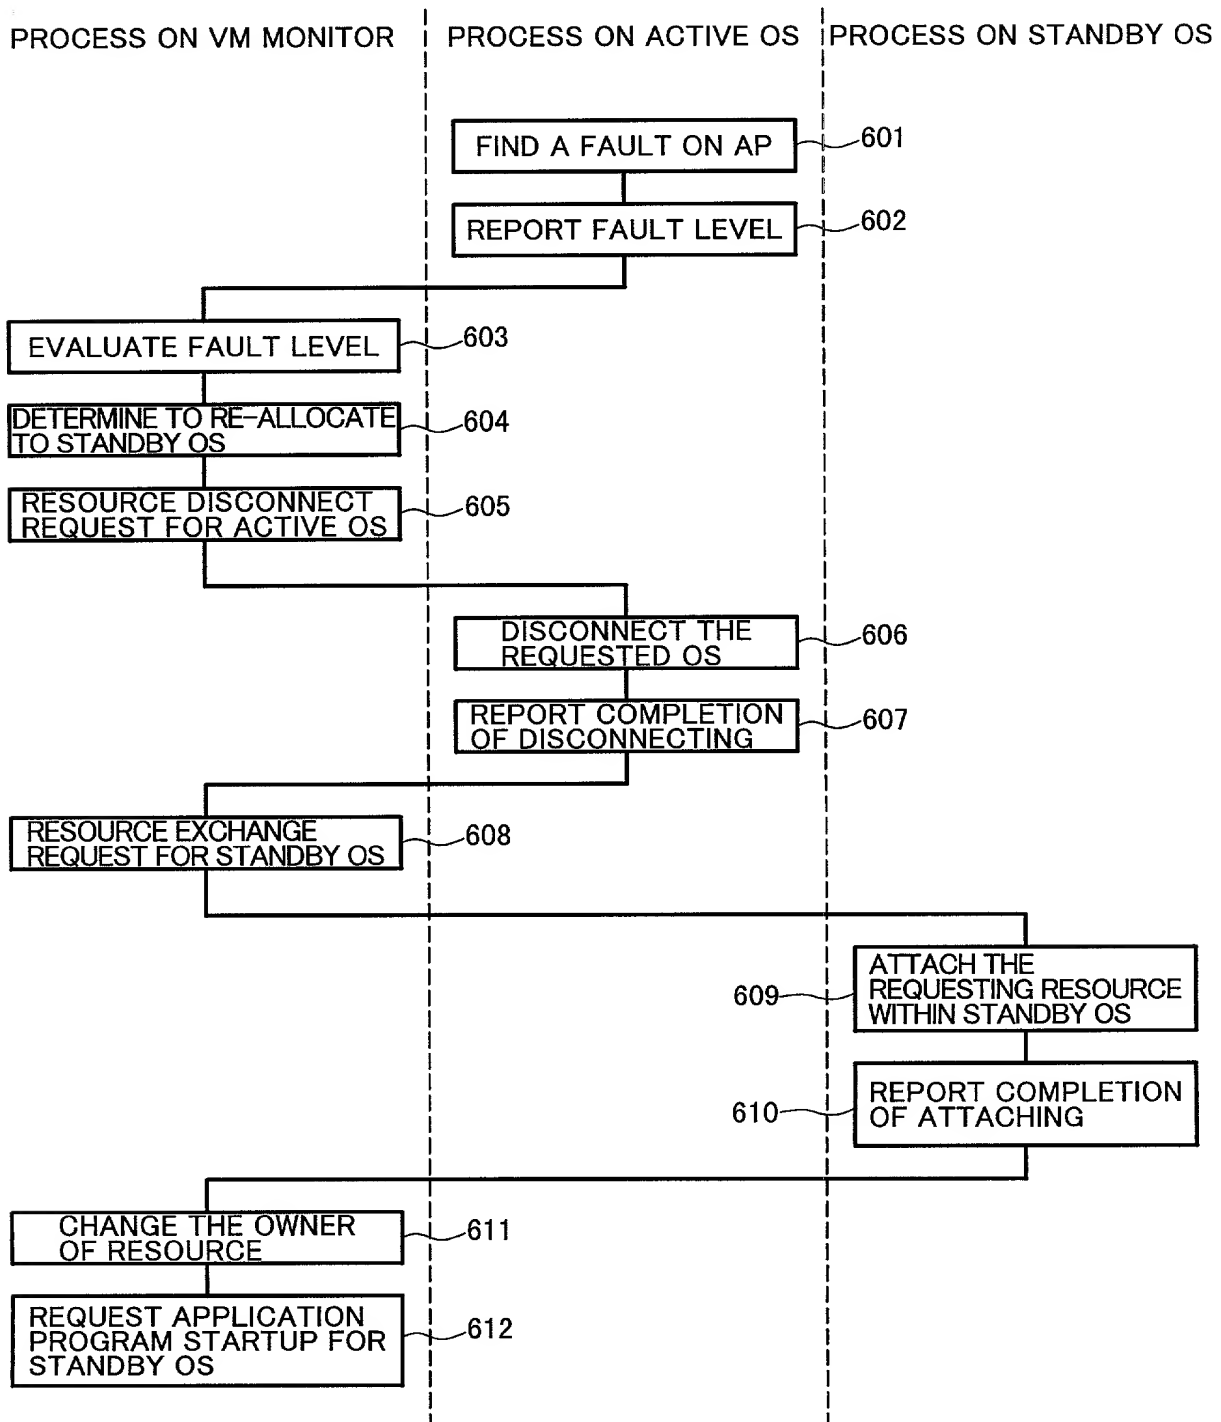 PROCESS ON VM MONITOR
PROCESS ON ACTIVE OS
PROCESS ON STANDBY OS
FIND A FAULT ON AP
601
REPORT FAULT LEVEL
602
EVALUATE FAULT LEVEL
603
DETERMINE TO RE-ALLOCATE
TO STANDBY OS
604
RESOURCE DISCONNECT
REQUEST FOR ACTIVE OS
605
DISCONNECT THE
REQUESTED OS
606
REPORT COMPLETION
OF DISCONNECTING
607
RESOURCE EXCHANGE
REQUEST FOR STANDBY OS
608
ATTACH THE
REQUESTING RESOURCE
WITHIN STANDBY OS
609
REPORT COMPLETION
OF ATTACHING
610
CHANGE THE OWNER
OF RESOURCE
611
REQUEST APPLICATION
PROGRAM STARTUP FOR
STANDBY OS
612